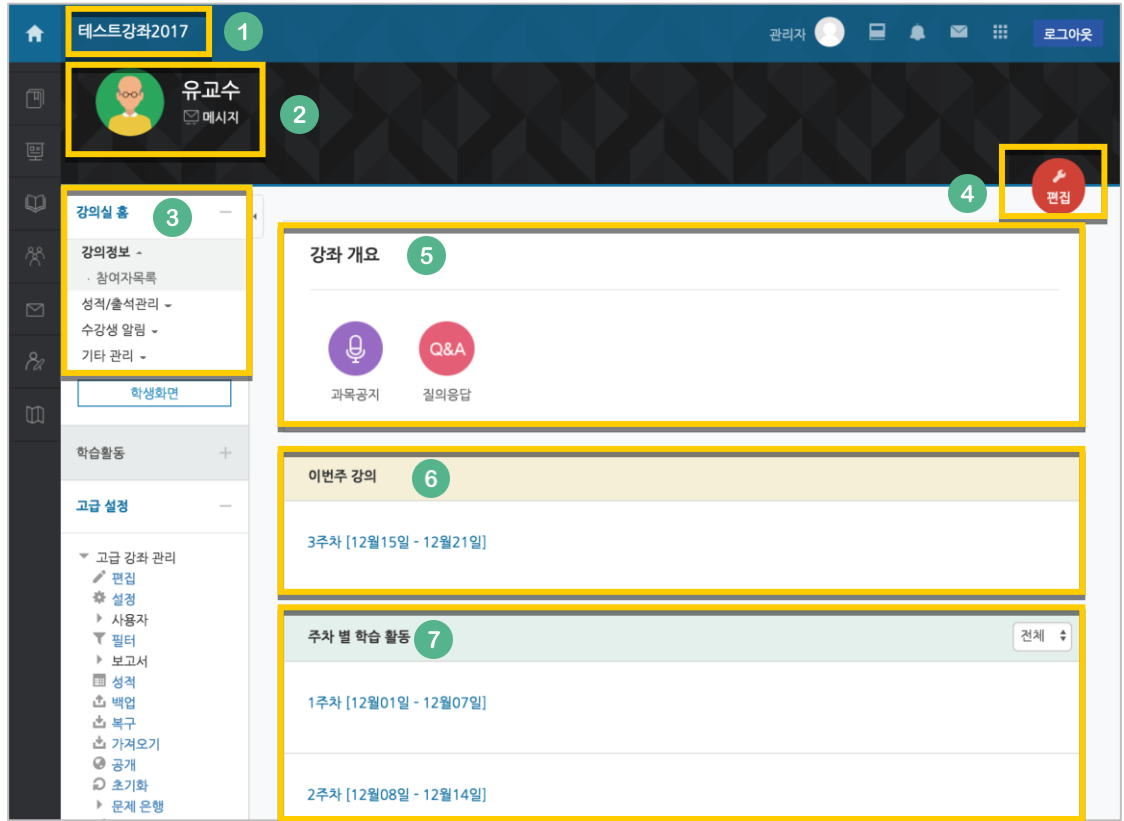 테스트강좌2017
1
관리자
로그아웃
유교수
메시지
2
4
편집
강의실 홈
3
강의정보
· 참여자목록
성적/출석관리
수강생 알림
기타 관리
학생화면
학습활동
고급 설정
고급 강좌 관리
편집
설정
사용자
필터
보고서
성적
백업
복구
가져오기
공개
초기화
문제 은행
강좌 개요
5
Q&A
과목공지
질의응답
이번주 강의
6
3주차 [12월15일 - 12월21일]
주차 별 학습 활동
7
전체
1주차 [12월01일 - 12월07일]
2주차 [12월08일 - 12월14일]